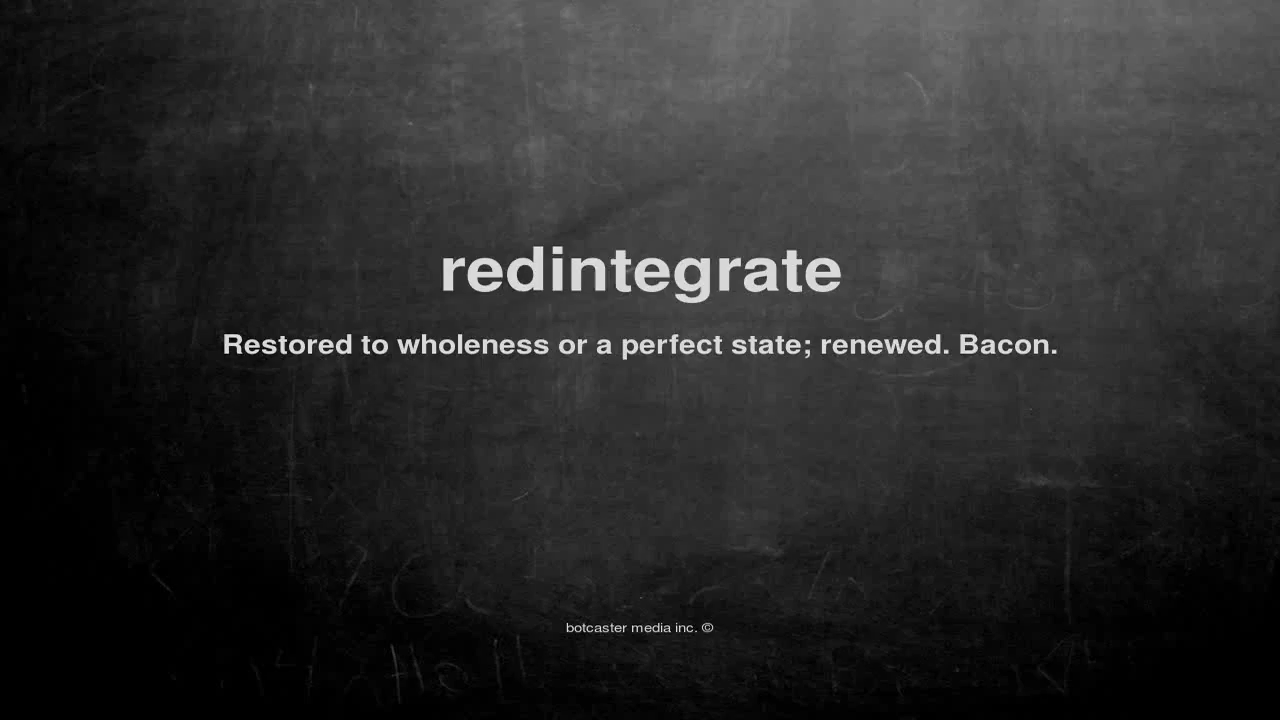 redintegrate
Restored to wholeness or a perfect state; renewed. Bacon.
botcaster media inc. ©